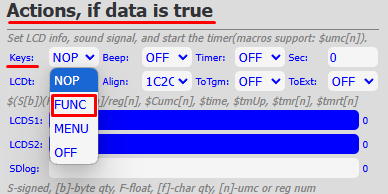 Actions, if data is true
Set LCD info, sound signal, and start the timer(macros support: $umc[n]).
Keys: NOP Beep: OFF Timer: OFF Sec: 0
LCDt: Align: 1C2C ToTgm: OFF ToExt: OFF
NOP
FUNC
MENU
OFF
$(S[b])( /reg[n], $Cumc[n], $time, $tmUp, $tmr[n], $tmrt[n]
LCDS1: 0
LCDS2: 0
SDlog: 0
S-signed, [b]-byte qty, F-float, [f]-char qty, [n]-umc or reg num